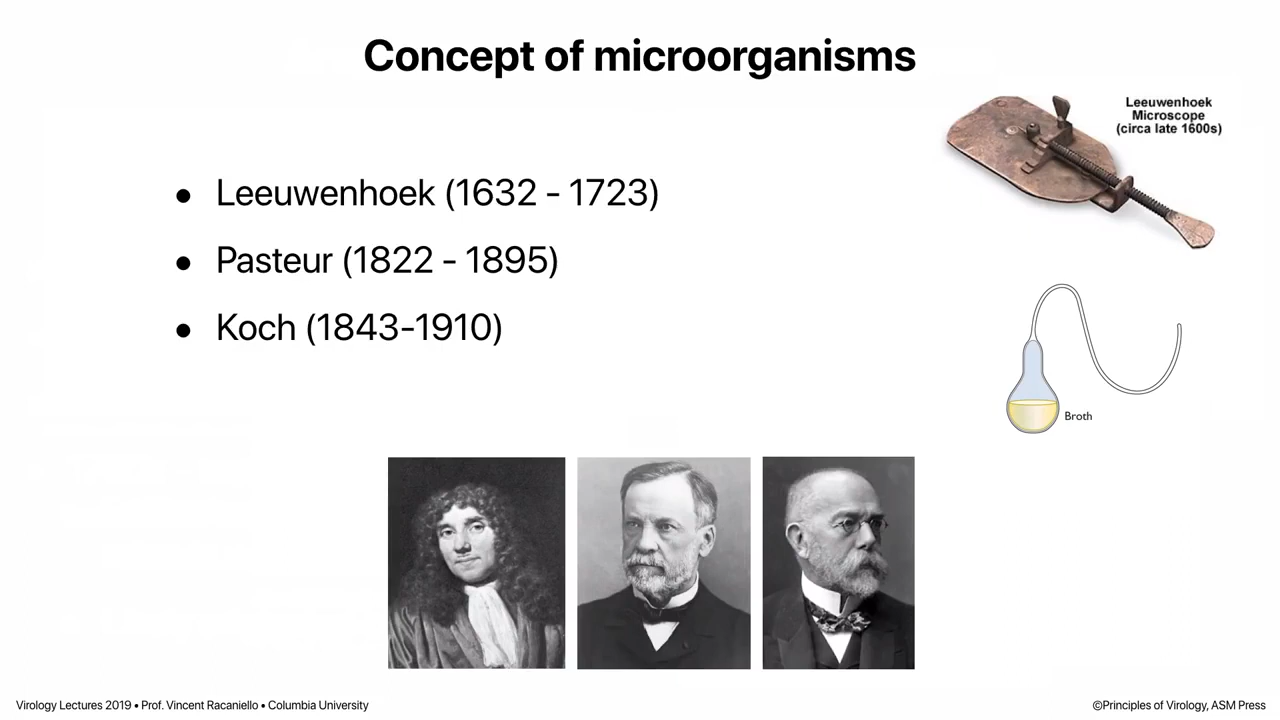 Concept of microorganisms
Leeuwenhoek
Microscope
(circa late 1600s)
• Leeuwenhoek (1632 - 1723)
• Pasteur (1822 - 1895)
• Koch (1843-1910)
Broth
Virology Lectures 2019 • Prof. Vincent Racaniello • Columbia University
©Principles of Virology, ASM Press